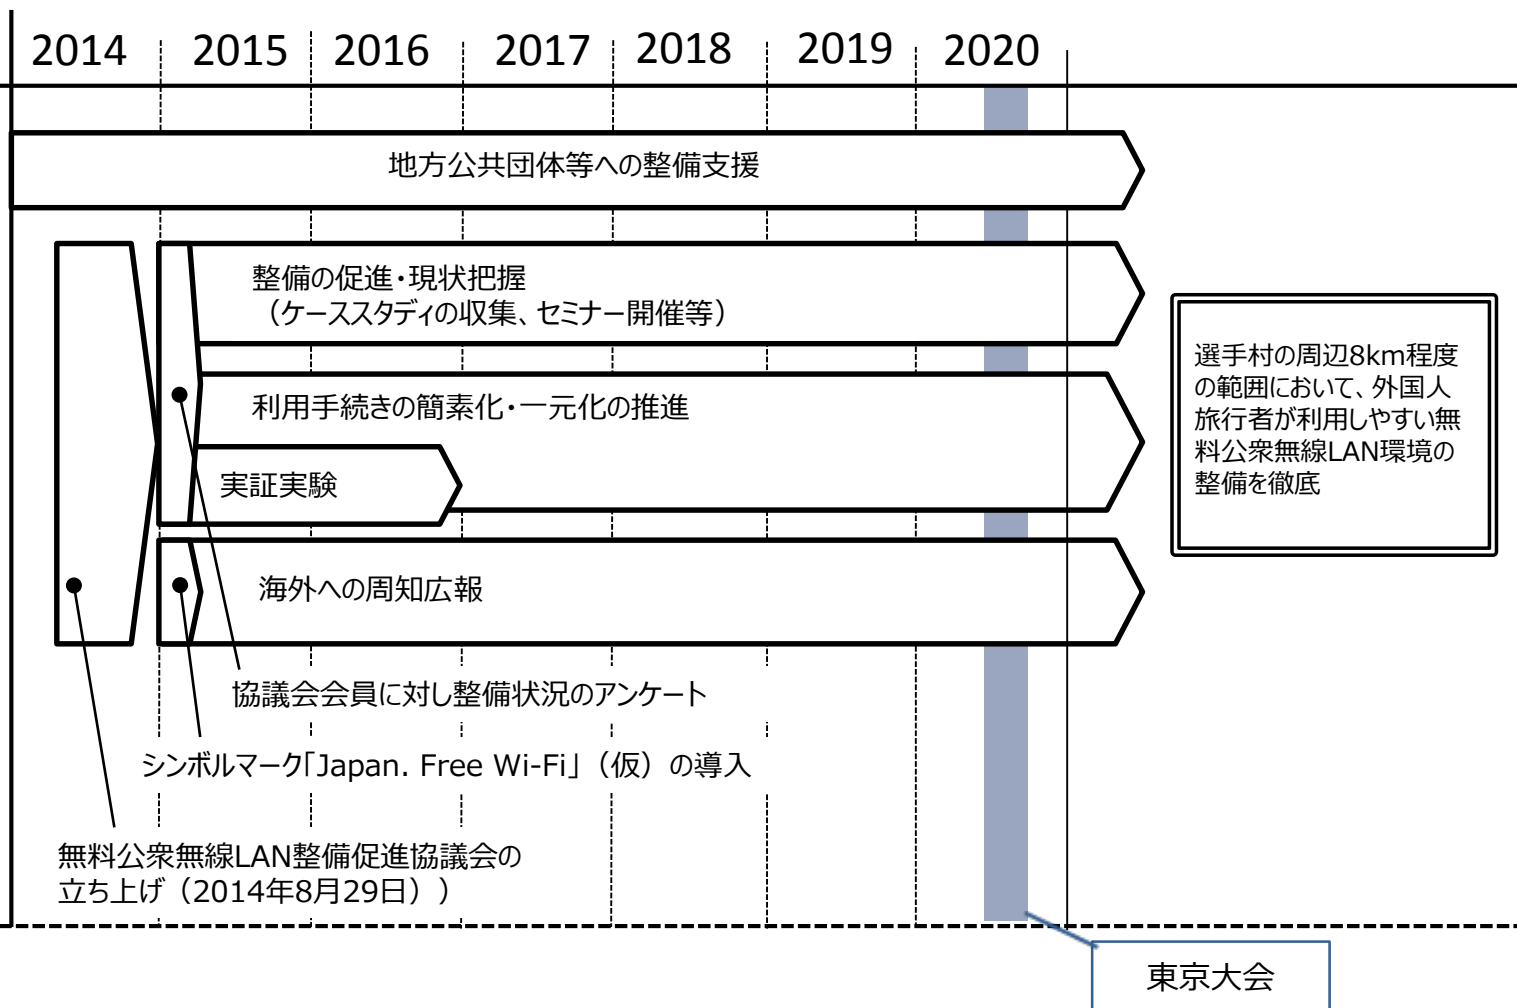 2014 2015 2016 2017 2018 2019 2020
地方公共団体等への整備支援
整備の促進・現状把握
（ケーススタディの収集、セミナー開催等）
利用手続きの簡素化・一元化の推進
実証実験
海外への周知広報
選手村の周辺8km程度
の範囲において、外国人
旅行者が利用しやすい無
料公衆無線LAN環境の
整備を徹底
協議会会員に対し整備状況のアンケート
シンボルマーク「Japan. Free Wi-Fi」（仮）の導入
無料公衆無線LAN整備促進協議会の
立ち上げ（2014年8月29日））
東京大会